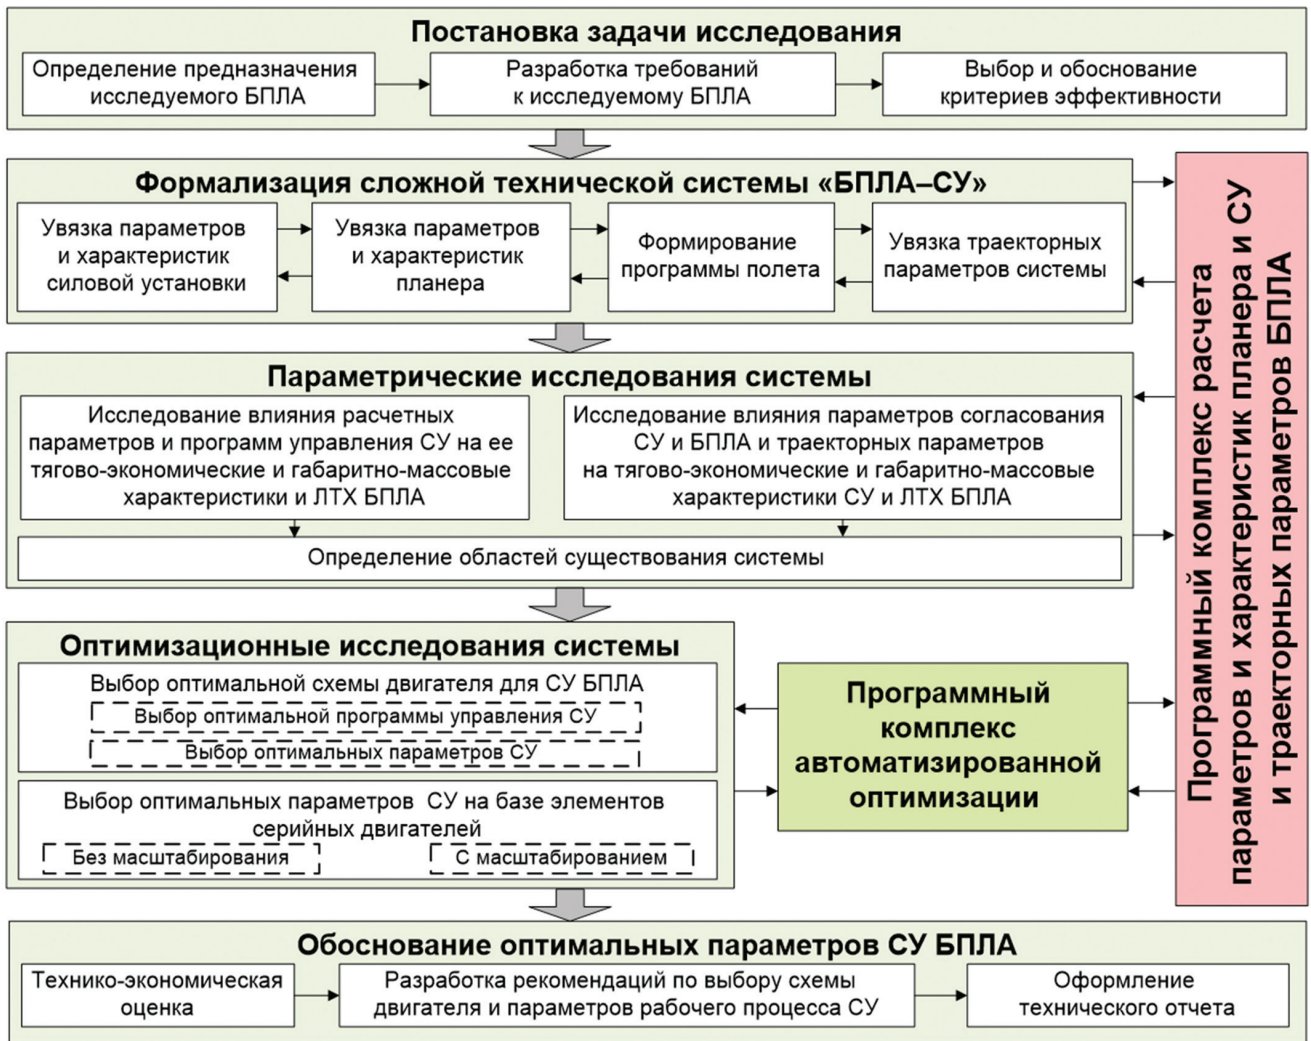 Постановка задачи исследования
Определение предназначения
исследуемого БПЛА
Разработка требований
к исследуемому БПЛА
Выбор и обоснование
критериев эффективности
Формализация сложной технической системы «БПЛА–СУ»
Увязка параметров
и характеристик
силовой установки
Увязка параметров
и характеристик
планера
Формирование
программы полета
Увязка траекторных
параметров системы
Программный комплекс расчета
параметров и характеристик планера и СУ
и траекторных параметров БПЛА
Параметрические исследования системы
Исследование влияния расчетных
параметров и программ управления СУ на ее
тягово-экономические и габаритно-массовые
характеристики и ЛТХ БПЛА
Исследование влияния параметров согласования
СУ и БПЛА и траекторных параметров
на тягово-экономические и габаритно-массовые
характеристики СУ и ЛТХ БПЛА
Определение областей существования системы
Оптимизационные исследования системы
Выбор оптимальной схемы двигателя для СУ БПЛА
Выбор оптимальной программы управления СУ
Выбор оптимальных параметров СУ
Выбор оптимальных параметров СУ на базе элементов
серийных двигателей
Без масштабирования
С масштабированием
Программный
комплекс
автоматизированной
оптимизации
Обоснование оптимальных параметров СУ БПЛА
Технико-экономическая
оценка
Разработка рекомендаций по выбору схемы
двигателя и параметров рабочего процесса СУ
Оформление
технического отчета